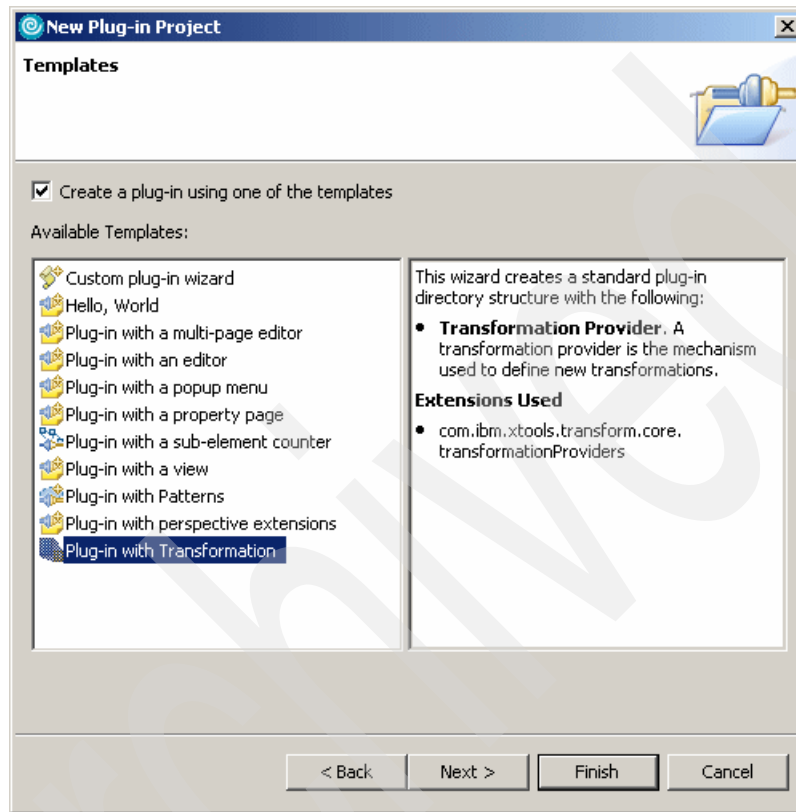 New Plug-in Project
Templates
Create a plug-in using one of the templates
Available Templates:
Custom plug-in wizard
Hello, World
Plug-in with a multi-page editor
Plug-in with an editor
Plug-in with a popup menu
Plug-in with a property page
Plug-in with a sub-element counter
Plug-in with a view
Plug-in with Patterns
Plug-in with perspective extensions
Plug-in with Transformation
This wizard creates a standard plug-in
directory structure with the following:
• Transformation Provider. A
transformation provider is the mechanism
used to define new transformations.
Extensions Used
• com.ibm.xtools.transform.core.
transformationProviders
< Back
Next >
Finish
Cancel